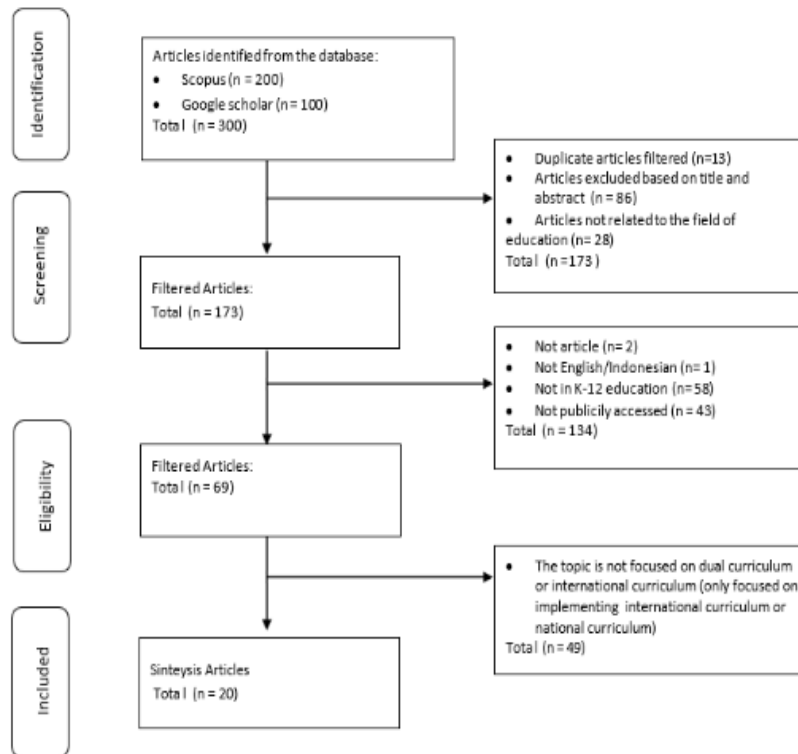 Identification
Articles identified from the database:
• Scopus (n = 200)
• Google scholar (n = 100)
Total (n = 300)
• Duplicate articles filtered (n=13)
• Articles excluded based on title and
abstract (n = 86)
• Articles not related to the field of
education (n= 28)
Total (n =173 )
Screening
Filtered Articles:
Total (n = 173)
• Not article (n= 2)
• Not English/Indonesian (n= 1)
• Not in K-12 education (n=58)
• Not publicily accessed (n= 43)
Total (n = 134)
Eligibility
Filtered Articles:
Total (n = 69)
• The topic is not focused on dual curriculum
or international curriculum (only focused on
implementing international curriculum or
national curriculum)
Total (n= 49)
Included
Sinteysis Articles
Total (n = 20)